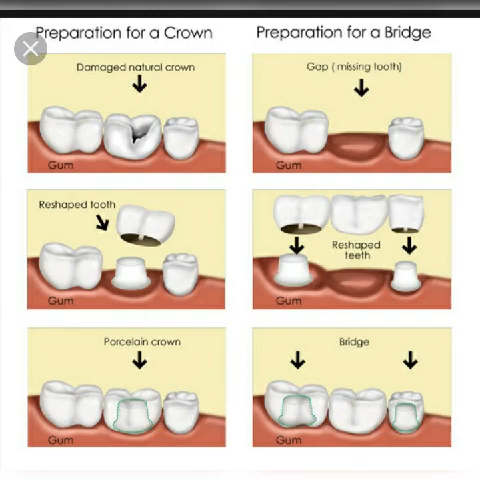 Preparation for a Crown
Damaged natural crown
Gum
Reshaped tooth
Gum
Porcelain crown
Gum
Preparation for a Bridge
Gap ( missing tooth)
Gum
Reshaped
teeth
Gum
Bridge
Gum